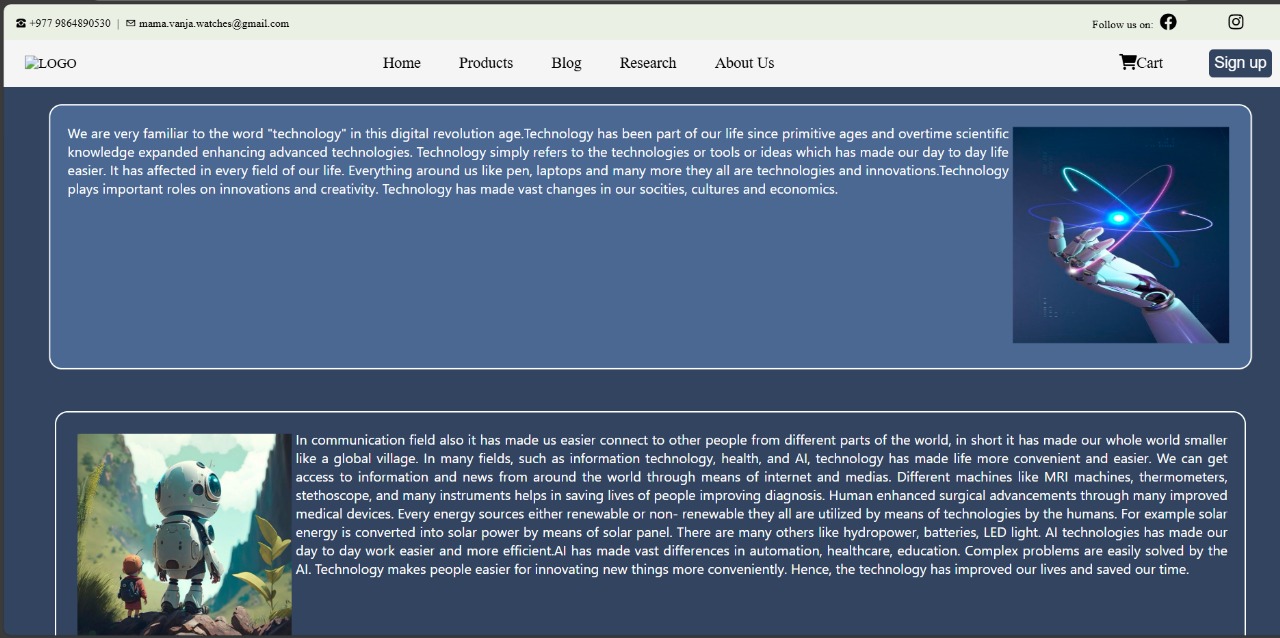 +977 9864890530 | mama.vanja.watches@gmail.com
Follow us on:
LOGO
Home Products Blog Research About Us
Cart
Sign up
We are very familiar to the word "technology" in this digital revolution age.Technology has been part of our life since primitive ages and overtime scientific
knowledge expanded enhancing advanced technologies. Technology simply refers to the technologies or tools or ideas which has made our day to day life
easier. It has affected in every field of our life. Everything around us like pen, laptops and many more they all are technologies and innovations.Technology
plays important roles on innovations and creativity. Technology has made vast changes in our socities, cultures and economics.
In communication field also it has made us easier connect to other people from different parts of the world, in short it has made our whole world smaller
like a global village. In many fields, such as information technology, health, and AI, technology has made life more convenient and easier. We can get
access to information and news from around the world through means of internet and medias. Different machines like MRI machines, thermometers,
stethoscope, and many instruments helps in saving lives of people improving diagnosis. Human enhanced surgical advancements through many improved
medical devices. Every energy sources either renewable or non- renewable they all are utilized by means of technologies by the humans. For example solar
energy is converted into solar power by means of solar panel. There are many others like hydropower, batteries, LED light. AI technologies has made our
day to day work easier and more efficient.AI has made vast differences in automation, healthcare, education. Complex problems are easily solved by the
AI. Technology makes people easier for innovating new things more conveniently. Hence, the technology has improved our lives and saved our time.